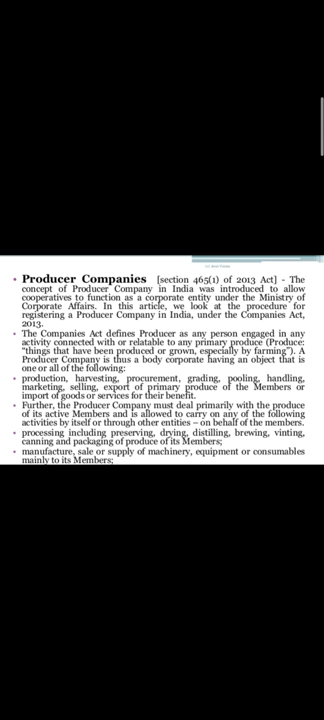 • Producer Companies [section 465(1) of 2013 Act] - The
concept of Producer Company in India was introduced to allow
cooperatives to function as a corporate entity under the Ministry of
Corporate Affairs. In this article, we look at the procedure for
registering a Producer Company in India, under the Companies Act,
2013.
• The Companies Act defines Producer as any person engaged in any
activity connected with or relatable to any primary produce (Produce:
“things that have been produced or grown, especially by farming”). A
Producer Company is thus a body corporate having an object that is
one or all of the following:
• production, harvesting, procurement, grading, pooling, handling,
marketing, selling, export of primary produce of the Members or
import of goods or services for their benefit.
• Further, the Producer Company must deal primarily with the produce
of its active Members and is allowed to carry on any of the following
activities by itself or through other entities – on behalf of the members.
• processing including preserving, drying, distilling, brewing, vinting,
canning and packaging of produce of its Members;
• manufacture, sale or supply of machinery, equipment or consumables
mainly to its Members;